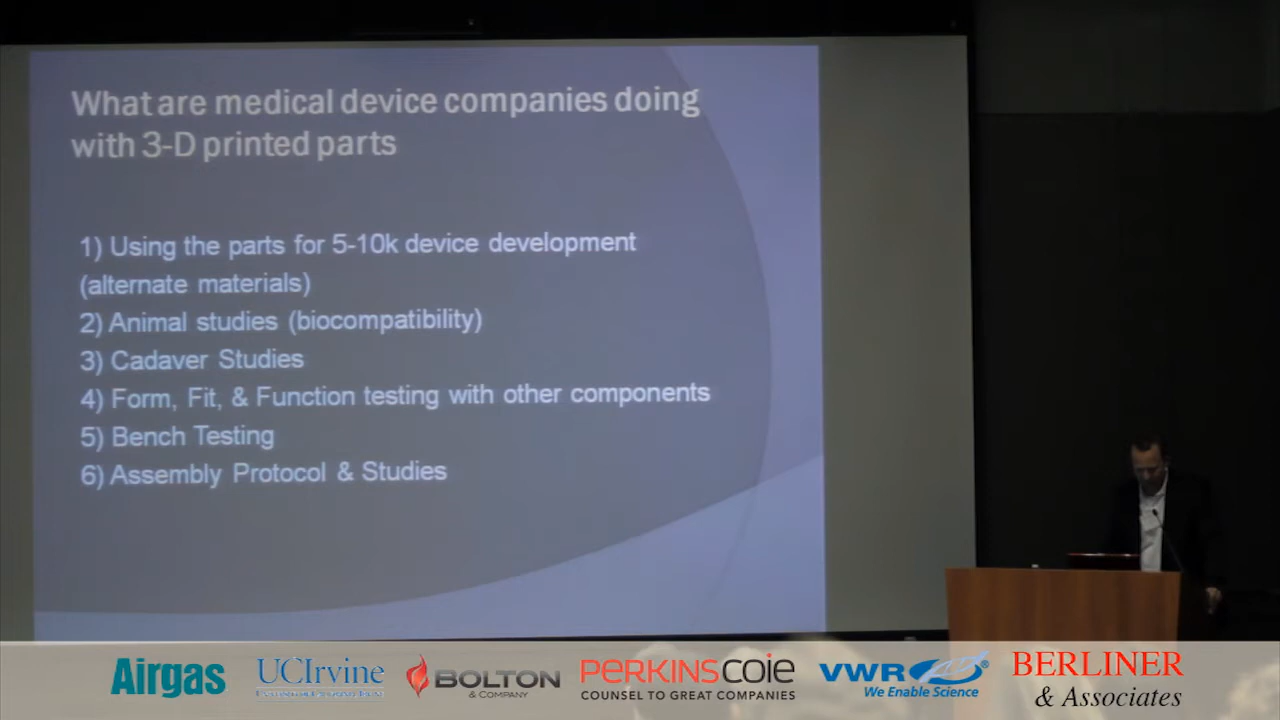 What are medical device companies doing
with 3-D printed parts
1) Using the parts for 5-10k device development
(alternate materials)
2) Animal studies (biocompatibility)
3) Cadaver Studies
4) Form, Fit, & Function testing with other components
5) Bench Testing
6) Assembly Protocol & Studies
Airgas
UCIrvine
BOLTON
& COMPANY
PERKINSCOIE
COUNSEL TO GREAT COMPANIES
VWR
We Enable Science
BERLINER
& Associates